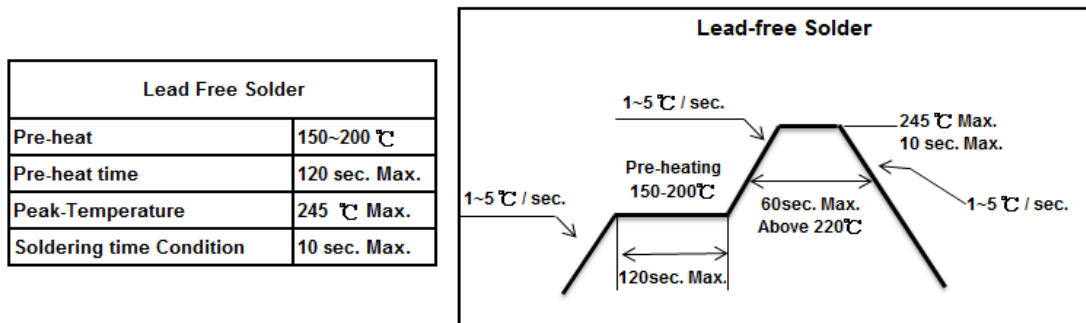 Lead Free Solder
Pre-heat 150~200 ℃
Pre-heat time 120 sec. Max.
Peak-Temperature 245 ℃ Max.
Soldering time Condition 10 sec. Max.
Lead-free Solder
1~5 ℃ / sec.
245 ℃ Max.
10 sec. Max.
Pre-heating
150-200℃
1~5 ℃ / sec.
60sec. Max.
Above 220℃
1~5 ℃ / sec.
120sec. Max.